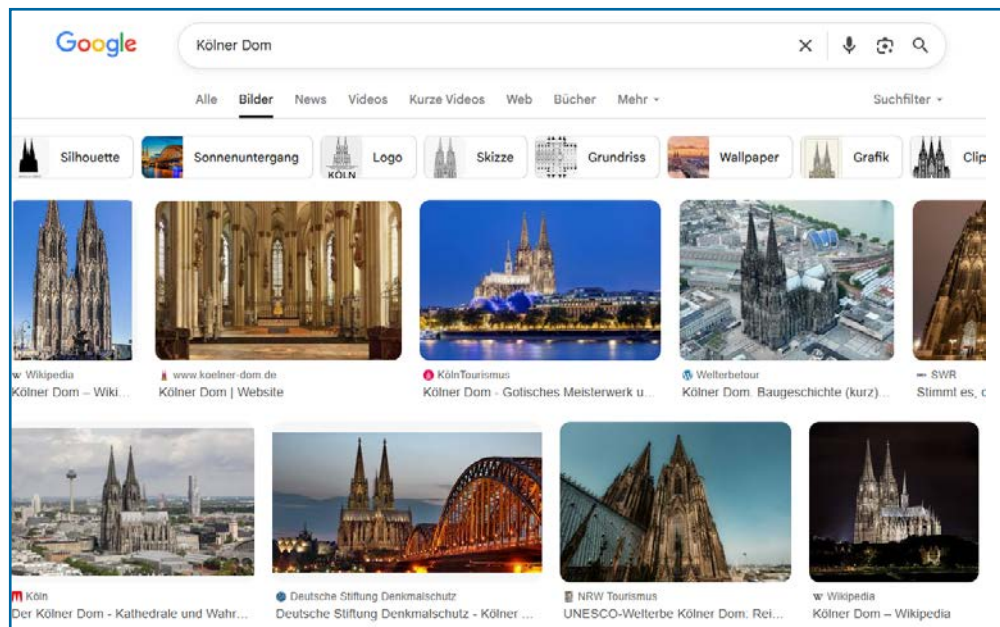 Google
Kölner Dom
Alle Bilder News Videos Kurze Videos Web Bücher Mehr Suchfilter
Silhouette Sonnenuntergang KÖLN Logo Skizze Grundriss Wallpaper Grafik Clip
w Wikipedia www.koelner-dom.de KölnTourismus Welterbetour SWR
Kölner Dom – Wiki... Kölner Dom | Website Kölner Dom - Gotisches Meisterwerk u... Kölner Dom. Baugeschichte (kurz)... Stimmt es, d
Köln Deutsche Stiftung Denkmalschutz NRW Tourismus w Wikipedia
Der Kölner Dom - Kathedrale und Wahr... Deutsche Stiftung Denkmalschutz - Kölner ... UNESCO-Welterbe Kölner Dom: Rei... Kölner Dom – Wikipedia